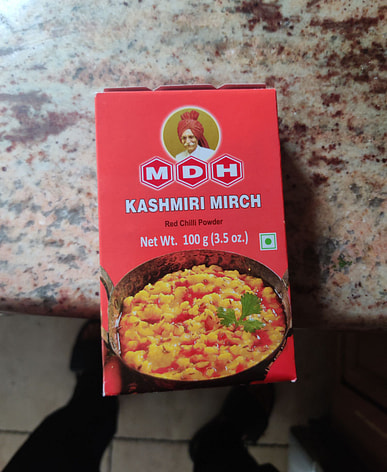 MDH
KASHMIRI MIRCH
Red Chilli Powder
Net Wt. 100 g (3.5 oz.)